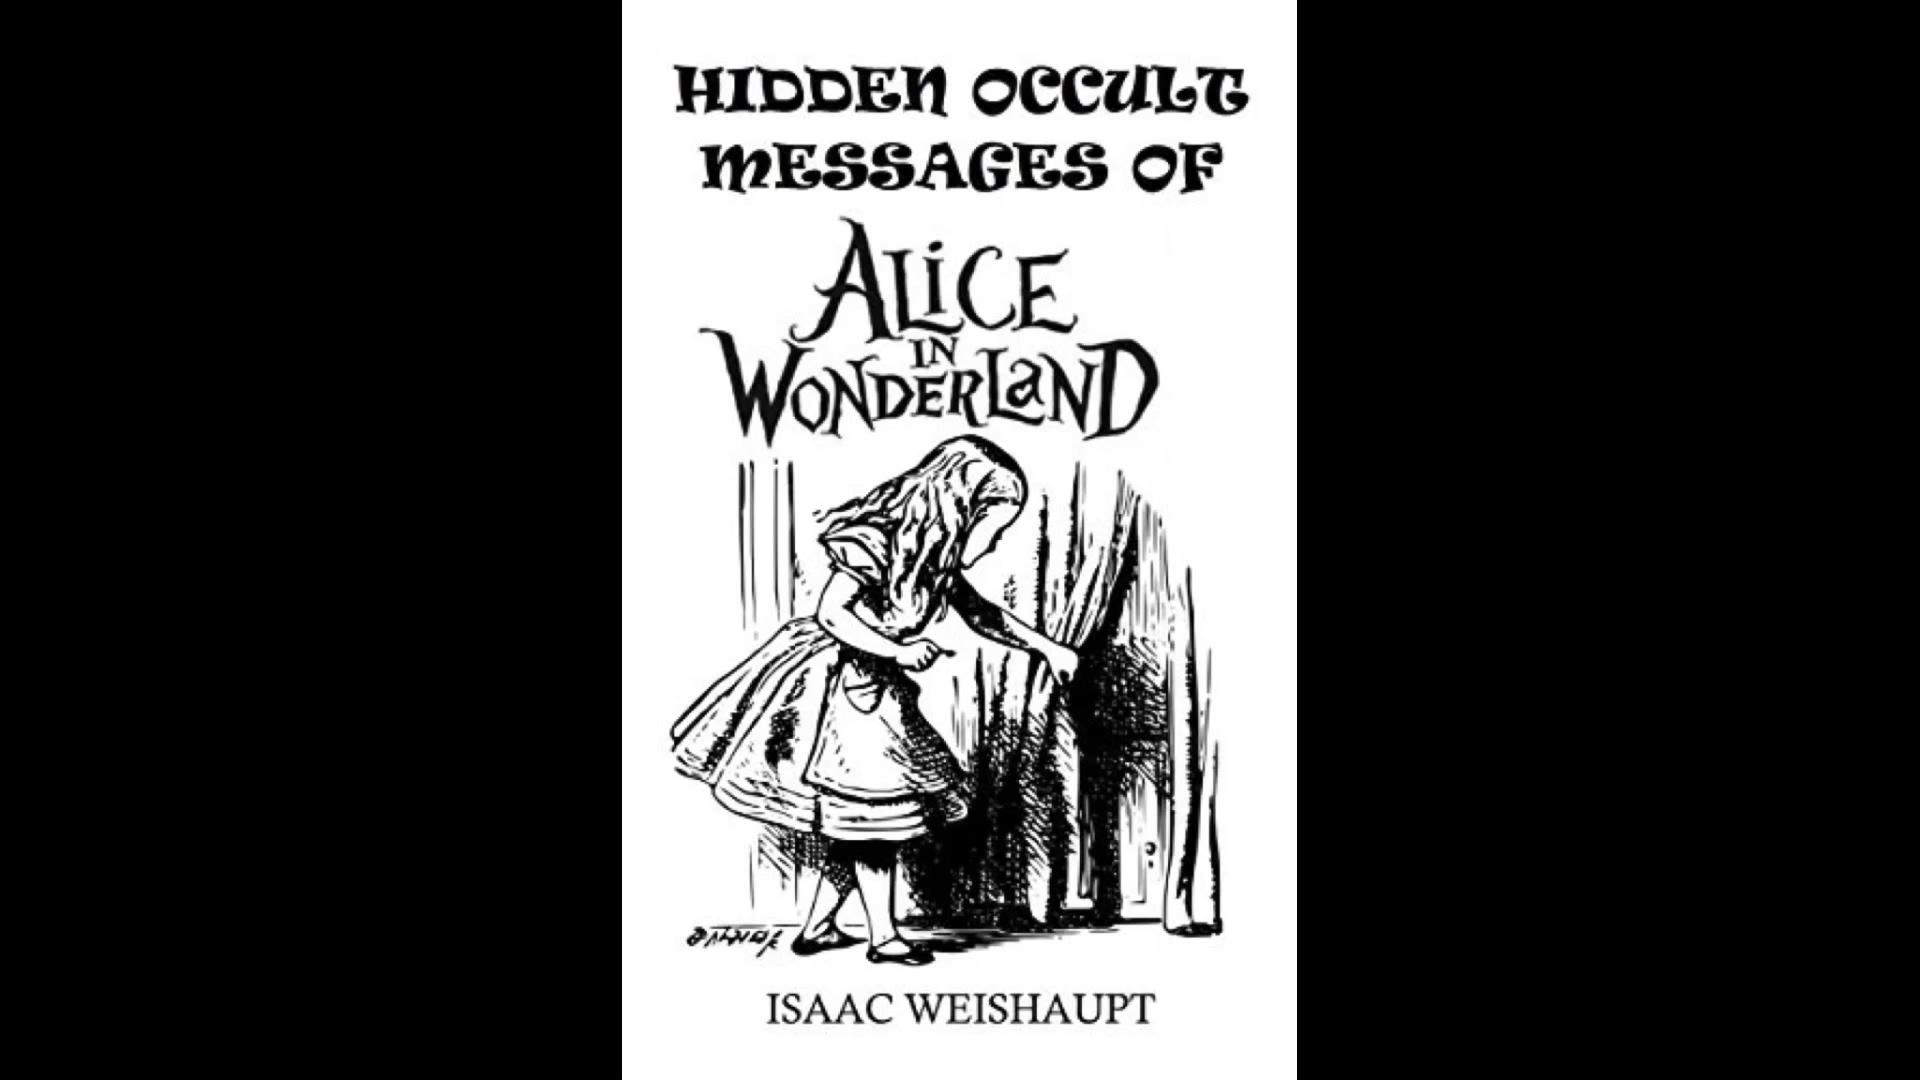 HIDDEN OCCULT
MESSAGES OF
ALiCE
IN
WONDERLaND
ISAAC WEISHAUPT